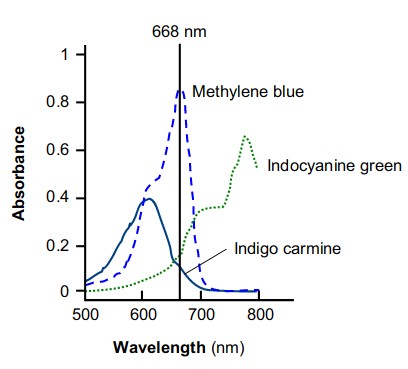 668 nm
1
Methylene blue
0.8
0.6
Indocyanine green
Absorbance
0.4
Indigo carmine
0.2
0
500 600 700 800
Wavelength (nm)